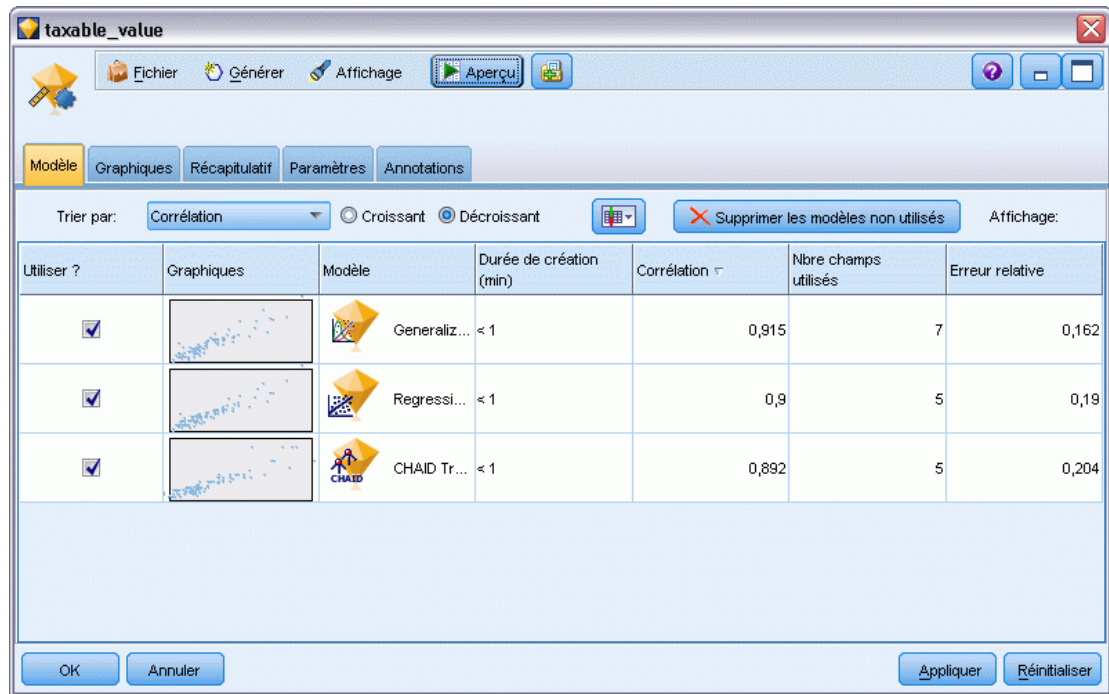 taxable_value
Fichier Générer Affichage Aperçu
Modèle Graphiques Récapitulatif Paramètres Annotations
Trier par: Corrélation Croissant Décroissant Supprimer les modèles non utilisés Affichage:
Utiliser ? Graphiques Modèle Durée de création (min) Corrélation Nbre champs utilisés Erreur relative
Generaliz... < 1 0,915 7 0,162
Regressi... < 1 0,9 5 0,19
CHAID CHAID Tr... < 1 0,892 5 0,204
OK Annuler Appliquer Réinitialiser